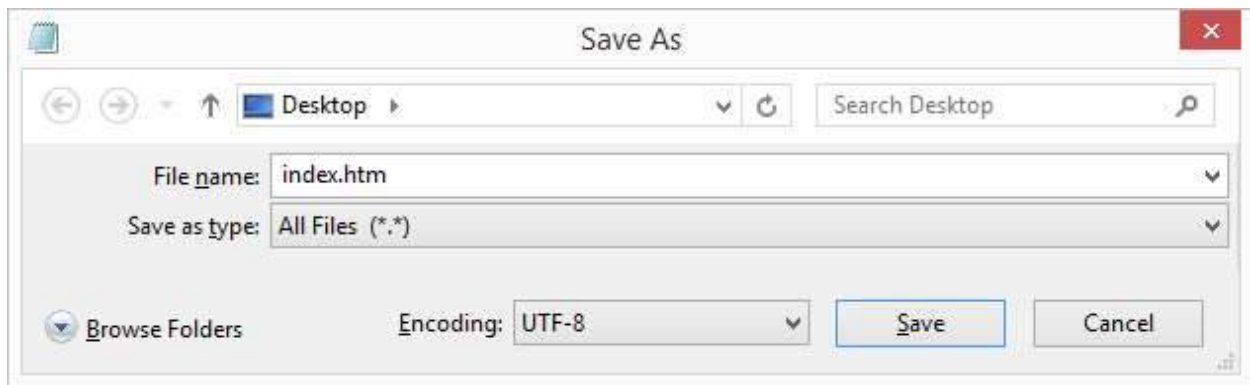 Save As
Desktop
Search Desktop
File name: index.htm
Save as type: All Files (*.*)
Browse Folders Encoding: UTF-8 Save Cancel